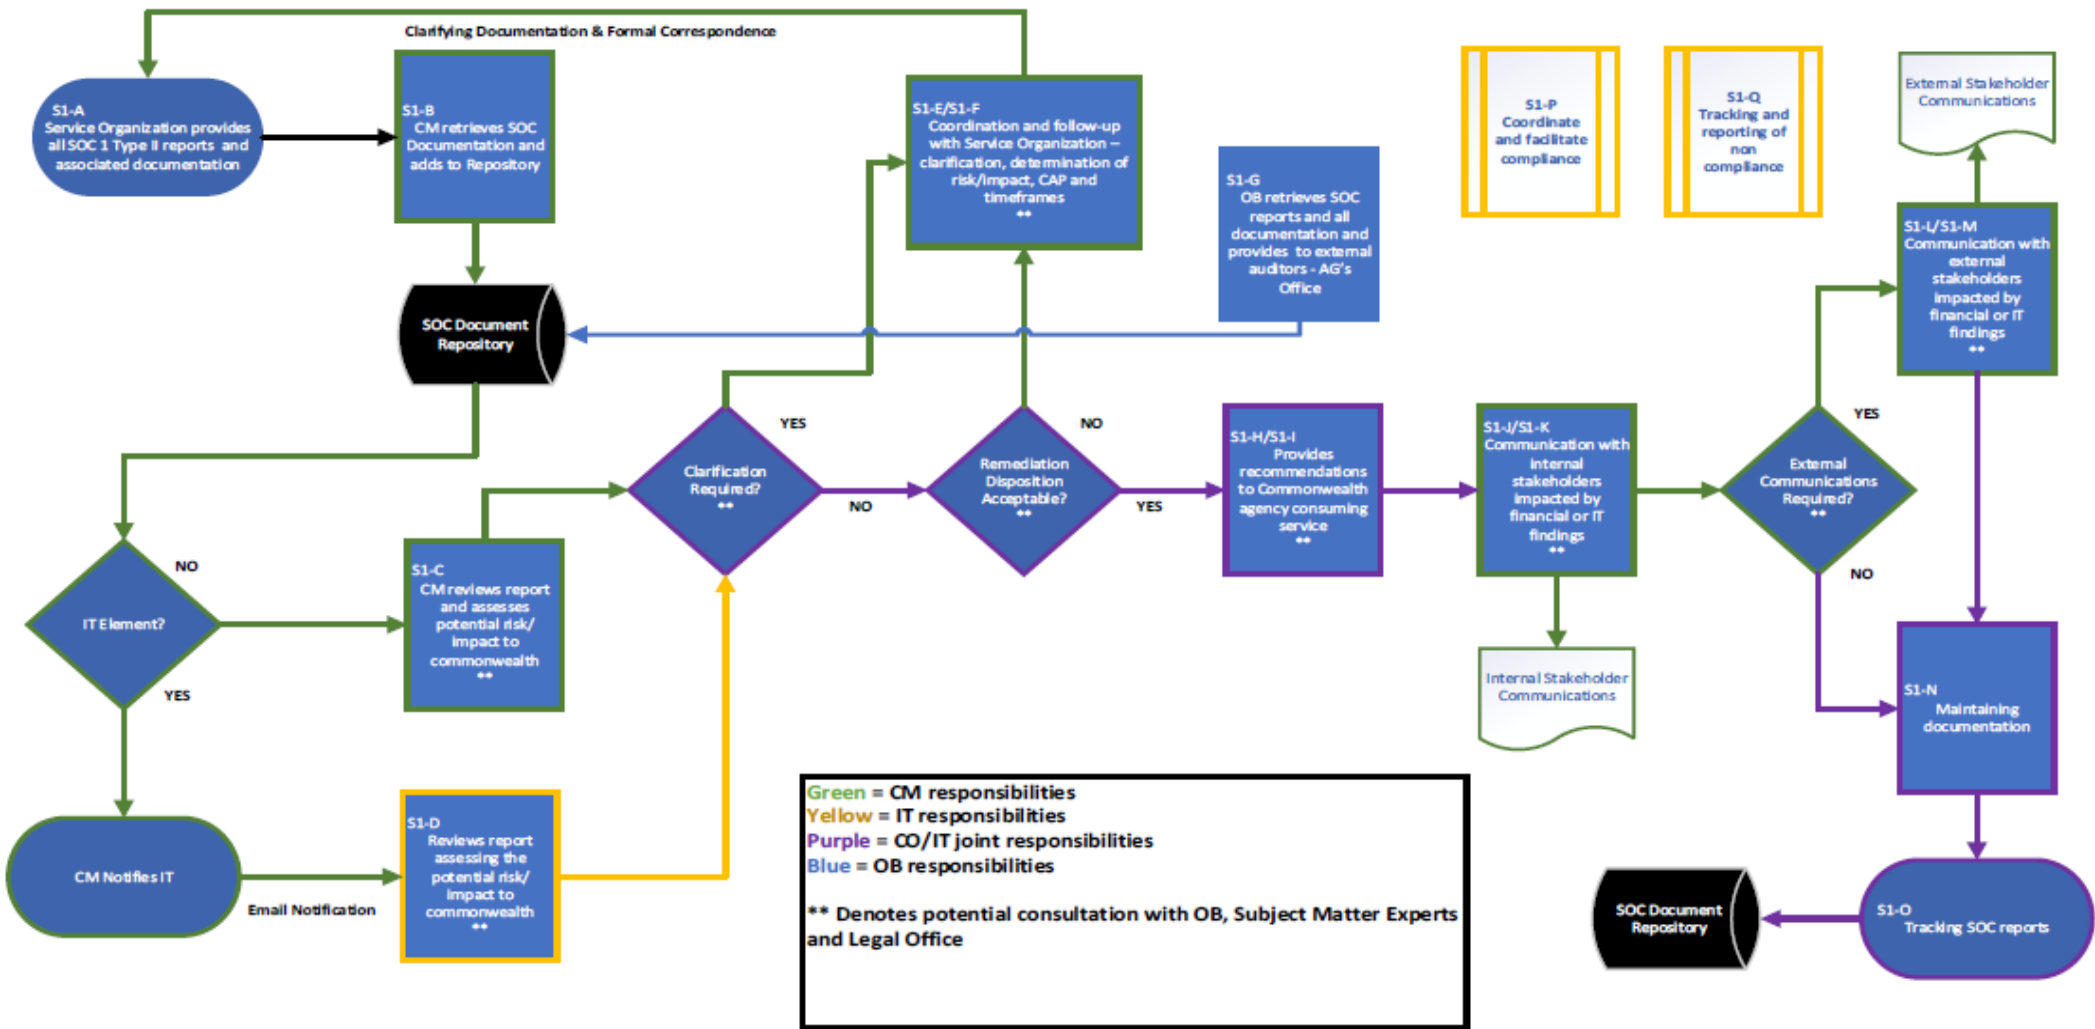 Clarifying Documentation & Formal Correspondence
S1-A
Service Organization provides
all SOC 1 Type II reports and
associated documentation
S1-B
CM retrieves SOC
Documentation and
adds to Repository
S1-E/S1-F
Coordination and follow-up
with Service Organization –
clarification, determination of
risk/impact, CAP and
timeframes
**
S1-G
OB retrieves SOC
reports and all
documentation and
provides to external
auditors - AG's
Office
S1-P
Coordinate
and facilitate
compliance
S1-Q
Tracking and
reporting of
non
compliance
External Stakeholder
Communications
S1-L/S1-M
Communication with
external
stakeholders
impacted by
financial or IT
findings
**
SOC Document
Repository
YES
Clarification
Required?
**
NO
NO
Remediation
Disposition
Acceptable?
**
YES
S1-H/S1-I
Provides
recommendations
to Commonwealth
agency consuming
service
**
S1-J/S1-K
Communication with
internal
stakeholders
impacted by
financial or IT
findings
**
YES
External
Communications
Required?
**
NO
NO
IT Element?
YES
S1-C
CM reviews report
and assesses
potential risk/
impact to
commonwealth
**
Internal Stakeholder
Communications
S1-N
Maintaining
documentation
CM Notifies IT
Email Notification
S1-D
Reviews report
assessing the
potential risk/
impact to
commonwealth
**
Green = CM responsibilities
Yellow = IT responsibilities
Purple = CO/IT joint responsibilities
Blue = OB responsibilities
** Denotes potential consultation with OB, Subject Matter Experts
and Legal Office
SOC Document
Repository
S1-O
Tracking SOC reports